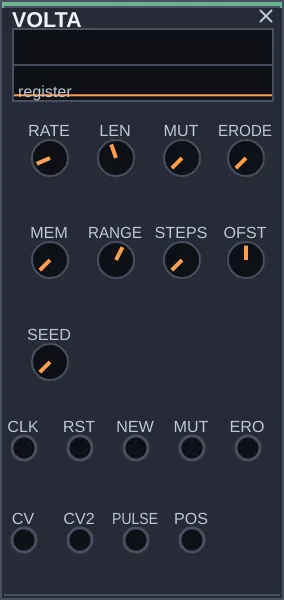 VOLTA
register
RATE LEN MUT ERODE
MEM RANGE STEPS OFST
SEED
CLK RST NEW MUT ERO
CV CV2 PULSE POS